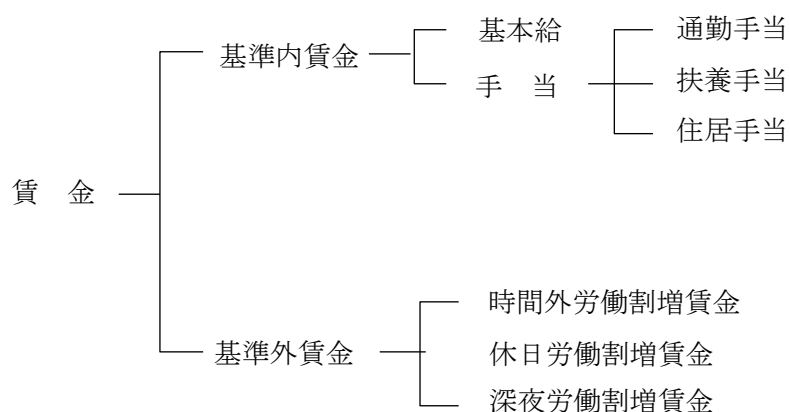 基本給
通勤手当
基準内賃金
手 当
扶養手当
住居手当
賃 金
時間外労働割増賃金
基準外賃金
休日労働割増賃金
深夜労働割増賃金